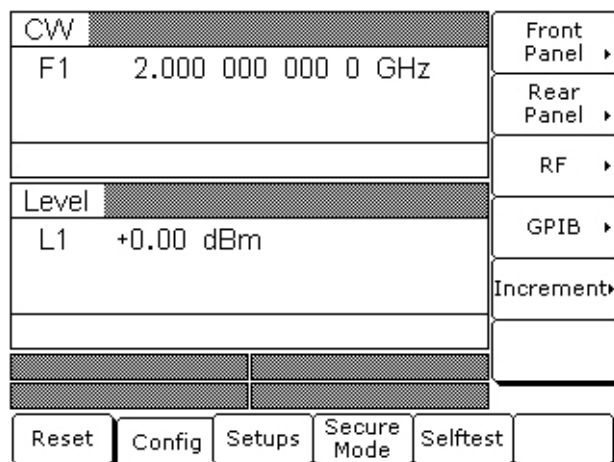 CW
F1 2.000 000 000 0 GHz
Level
L1 +0.00 dBm
Front
Panel
Rear
Panel
RF
GPIB
Increment
Reset
Config
Setups
Secure
Mode
Selftest